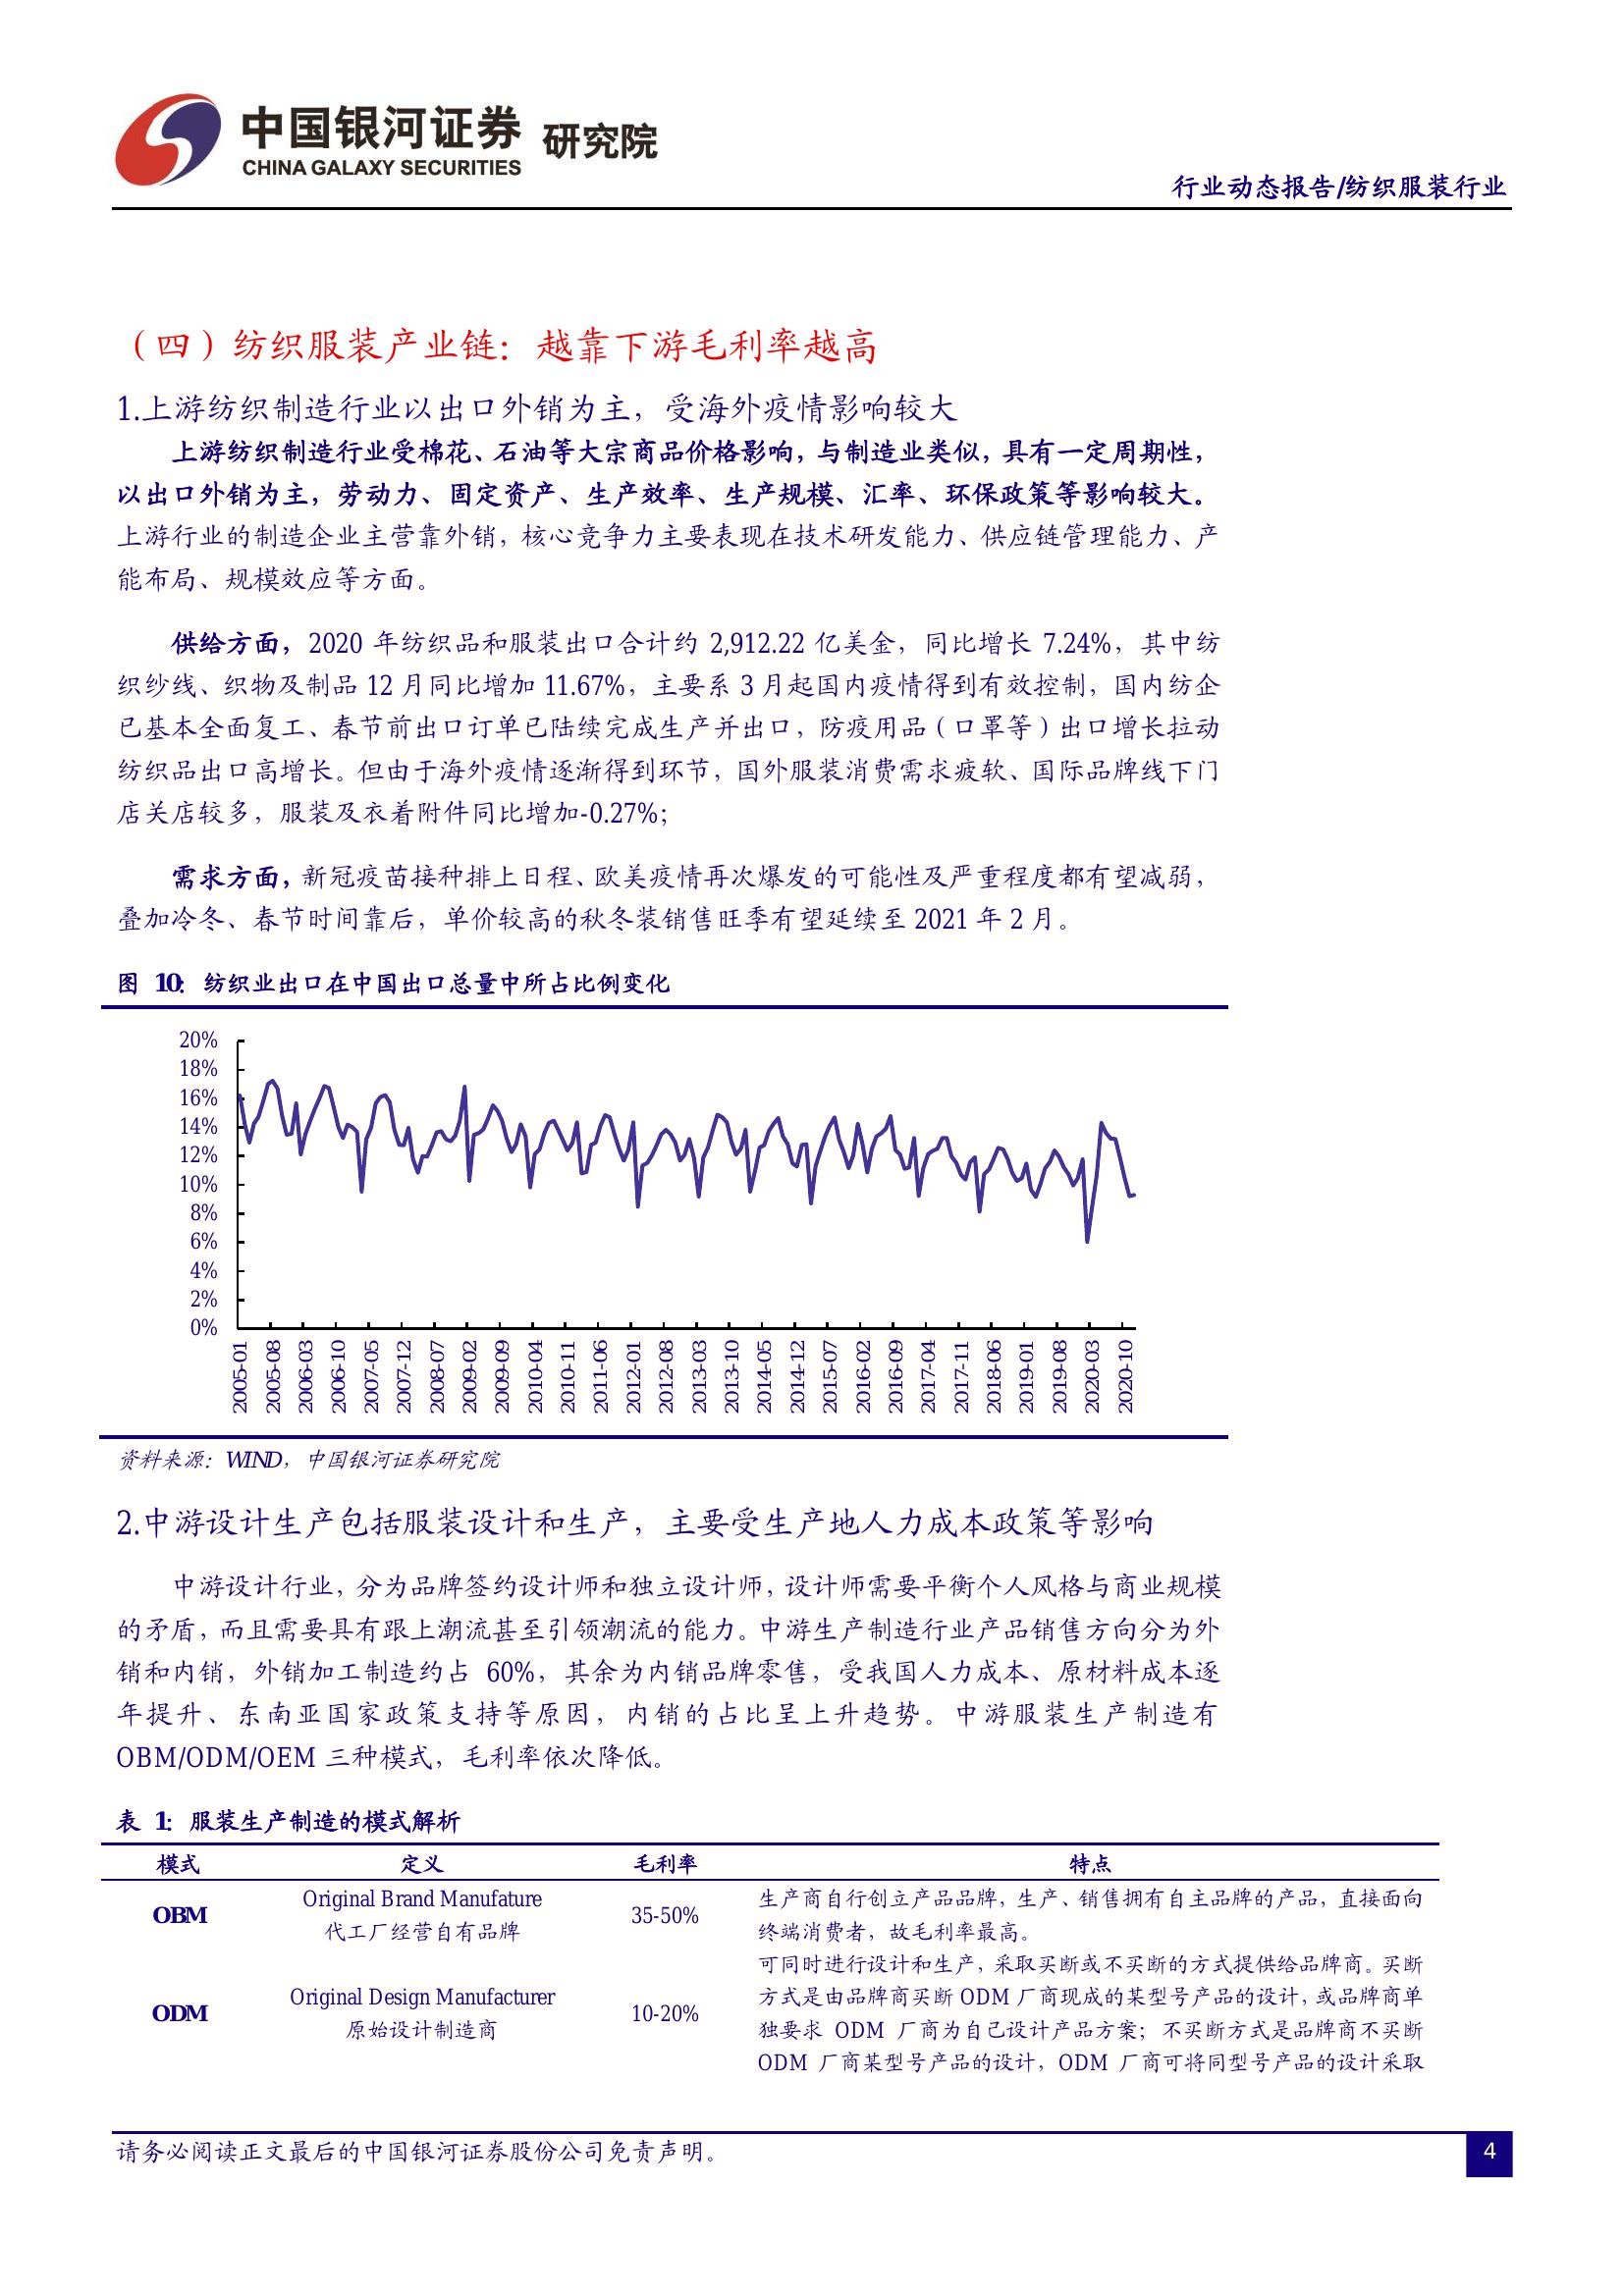 中国银河证券 研究院
CHINA GALAXY SECURITIES
行业动态报告/纺织服装行业
（四）纺织服装产业链：越靠下游毛利率越高
1.上游纺织制造行业以出口外销为主，受海外疫情影响较大
上游纺织制造行业受棉花、石油等大宗商品价格影响，与制造业类似，具有一定周期性，
以出口外销为主，劳动力、固定资产、生产效率、生产规模、汇率、环保政策等影响较大。
上游行业的制造企业主营靠外销，核心竞争力主要表现在技术研发能力、供应链管理能力、产
能布局、规模效应等方面。
供给方面，2020 年纺织品和服装出口合计约 2,912.22 亿美金，同比增长 7.24%，其中纺
织纱线、织物及制品 12 月同比增加 11.67%，主要系 3 月起国内疫情得到有效控制，国内纺企
已基本全面复工、春节前出口订单已陆续完成生产并出口，防疫用品（口罩等）出口增长拉动
纺织品出口高增长。但由于海外疫情逐渐得到环节，国外服装消费需求疲软、国际品牌线下门
店关店较多，服装及衣着附件同比增加-0.27%；
需求方面，新冠疫苗接种排上日程、欧美疫情再次爆发的可能性及严重程度都有望减弱，
叠加冷冬、春节时间靠后，单价较高的秋冬装销售旺季有望延续至 2021 年 2 月。
图 10：纺织业出口在中国出口总量中所占比例变化
20%
18%
16%
14%
12%
10%
8%
6%
4%
2%
0%
2005-01
2005-08
2006-03
2006-10
2007-05
2007-12
2008-07
2009-02
2009-09
2010-04
2010-11
2011-06
2012-01
2012-08
2013-03
2013-10
2014-05
2014-12
2015-07
2016-02
2016-09
2017-04
2017-11
2018-06
2019-01
2019-08
2020-03
2020-10
资料来源：WIND，中国银河证券研究院
2.中游设计生产包括服装设计和生产，主要受生产地人力成本政策等影响
中游设计行业，分为品牌签约设计师和独立设计师，设计师需要平衡个人风格与商业规模
的矛盾，而且需要具有跟上潮流甚至引领潮流的能力。中游生产制造行业产品销售方向分为外
销和内销，外销加工制造约占 60%，其余为内销品牌零售，受我国人力成本、原材料成本逐
年提升、东南亚国家政策支持等原因，内销的占比呈上升趋势。中游服装生产制造有
OBM/ODM/OEM 三种模式，毛利率依次降低。
表 1：服装生产制造的模式解析
模式 定义 毛利率 特点
OBM
Original Brand Manufature
代工厂经营自有品牌
35-50%
生产商自行创立产品品牌，生产、销售拥有自主品牌的产品，直接面向
终端消费者，故毛利率最高。
ODM
Original Design Manufacturer
原始设计制造商
10-20%
可同时进行设计和生产，采取买断或不买断的方式提供给品牌商。买断
方式是由品牌商买断 ODM 厂商现成的某型号产品的设计，或品牌商单
独要求 ODM 厂商为自己设计产品方案；不买断方式是品牌商不买断
ODM 厂商某型号产品的设计，ODM 厂商可将同型号产品的设计采取
请务必阅读正文最后的中国银河证券股份公司免责声明。
4